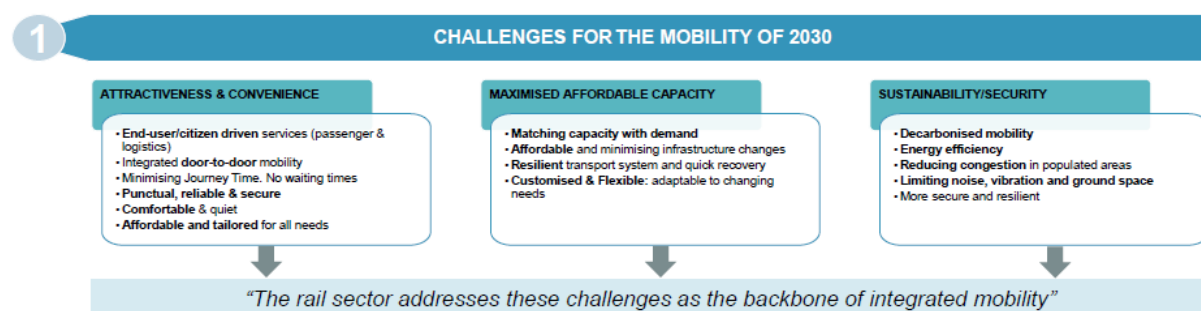 1
CHALLENGES FOR THE MOBILITY OF 2030
ATTRACTIVENESS & CONVENIENCE
• End-user/citizen driven services (passenger &
logistics)
• Integrated door-to-door mobility
• Minimising Journey Time. No waiting times
• Punctual, reliable & secure
• Comfortable & quiet
• Affordable and tailored for all needs
MAXIMISED AFFORDABLE CAPACITY
• Matching capacity with demand
• Affordable and minimising infrastructure changes
• Resilient transport system and quick recovery
• Customised & Flexible: adaptable to changing
needs
SUSTAINABILITY/SECURITY
• Decarbonised mobility
• Energy efficiency
• Reducing congestion in populated areas
• Limiting noise, vibration and ground space
• More secure and resilient
“The rail sector addresses these challenges as the backbone of integrated mobility”